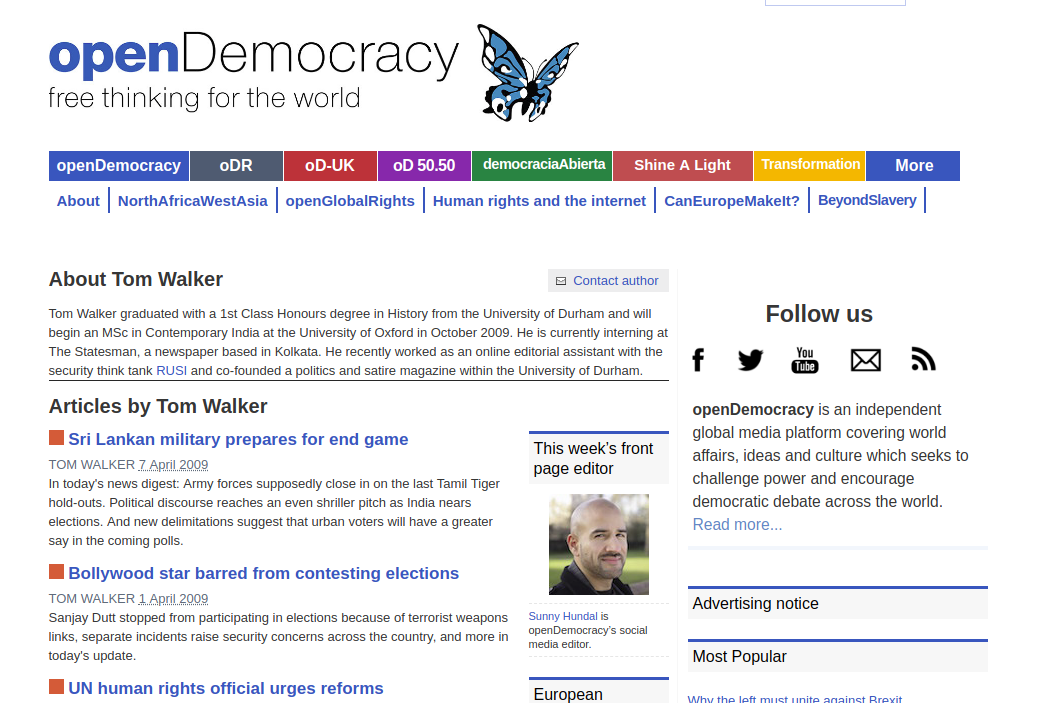 openDemocracy
free thinking for the world
openDemocracy oDR oD-UK oD 50.50 democraciaAbierta Shine A Light Transformation More
About NorthAfricaWestAsia openGlobalRights Human rights and the internet CanEuropeMakeIt? BeyondSlavery
About Tom Walker
Contact author
Tom Walker graduated with a 1st Class Honours degree in History from the University of Durham and will
begin an MSc in Contemporary India at the University of Oxford in October 2009. He is currently interning at
The Statesman, a newspaper based in Kolkata. He recently worked as an online editorial assistant with the
security think tank RUSI and co-founded a politics and satire magazine within the University of Durham.
Articles by Tom Walker
Sri Lankan military prepares for end game
TOM WALKER 7 April 2009
In today's news digest: Army forces supposedly close in on the last Tamil Tiger
hold-outs. Political discourse reaches an even shriller pitch as India nears
elections. And new delimitations suggest that urban voters will have a greater
say in the coming polls.
Bollywood star barred from contesting elections
TOM WALKER 1 April 2009
Sanjay Dutt stopped from participating in elections because of terrorist weapons
links, separate incidents raise security concerns across the country, and more in
today's update.
UN human rights official urges reforms
This week's front
page editor
Sunny Hundal is
openDemocracy's social
media editor.
European
Follow us
You
Tube
openDemocracy is an independent
global media platform covering world
affairs, ideas and culture which seeks to
challenge power and encourage
democratic debate across the world.
Read more...
Advertising notice
Most Popular
Why the left must unite against Brexit